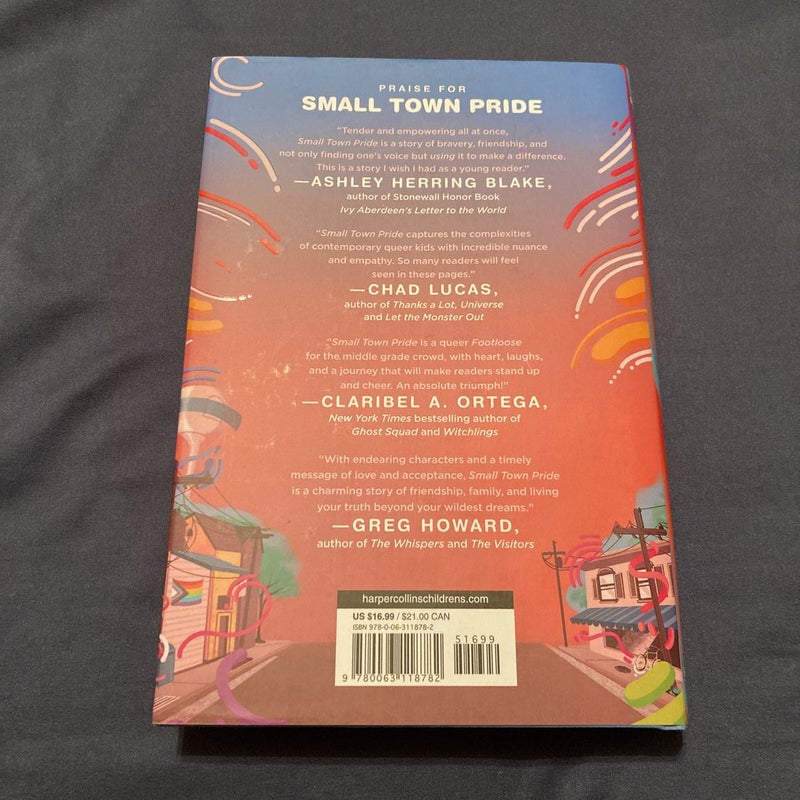 PRAISE FOR
SMALL TOWN PRIDE
“Tender and empowering all at once,
Small Town Pride is a story of bravery, friendship, and
not only finding one’s voice but using it to make a difference.
This is a story I wish I had as a young reader.”
—ASHLEY HERRING BLAKE,
author of Stonewall Honor Book
Ivy Aberdeen’s Letter to the World
“Small Town Pride captures the complexities
of contemporary queer kids with incredible nuance
and empathy. So many readers will feel
seen in these pages.”
—CHAD LUCAS,
author of Thanks a Lot, Universe
and Let the Monster Out
“Small Town Pride is a queer Footloose
for the middle grade crowd, with heart, laughs,
and a journey that will make readers stand up
and cheer. An absolute triumph!”
—CLARIBEL A. ORTEGA,
New York Times bestselling author of
Ghost Squad and Witchlings
“With endearing characters and a timely
message of love and acceptance, Small Town Pride
is a charming story of friendship, family, and living
your truth beyond your wildest dreams.”
—GREG HOWARD,
author of The Whispers and The Visitors
harpercollinschildrens.com
US $16.99 / $21.00 CAN
ISBN 978-0-06-311878-2
51699
9 780063 118782